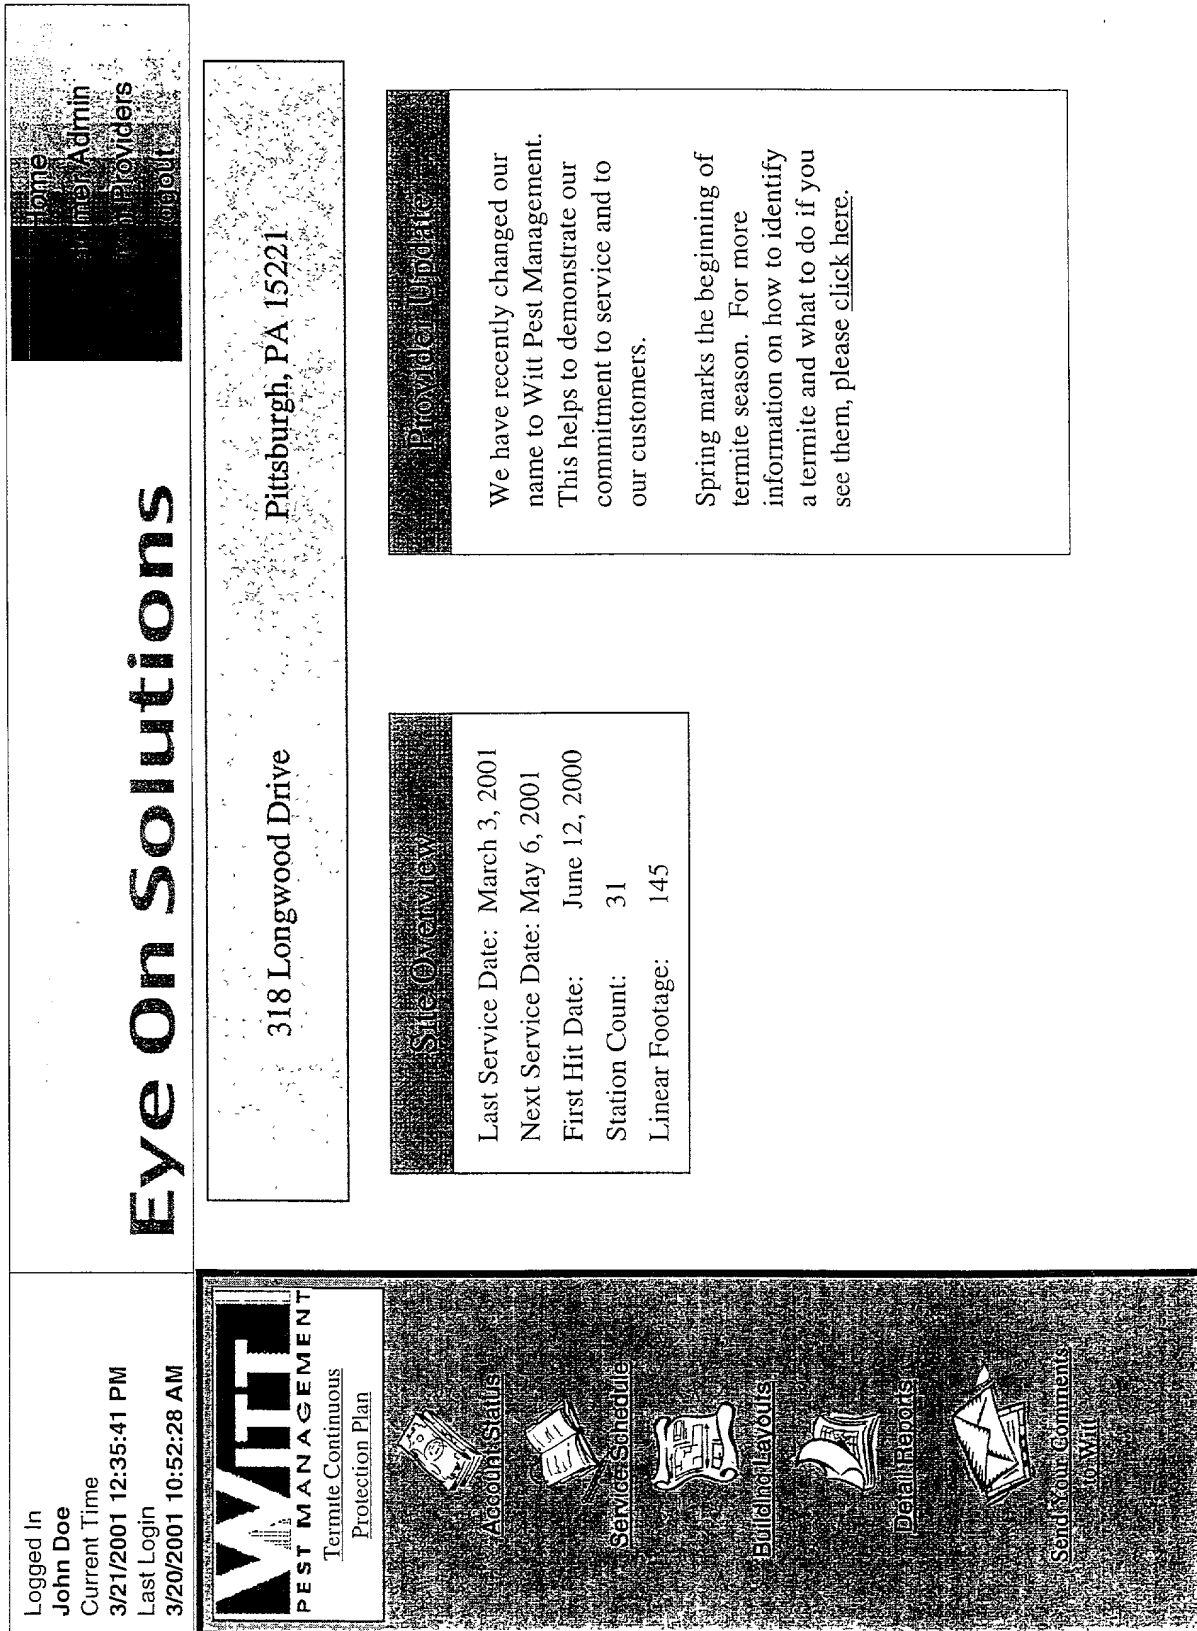 Logged In
John Doe
Current Time
3/21/2001 12:35:41 PM
Last Login
3/20/2001 10:52:28 AM
Eye On Solutions
Home
Admin
Providers
WITT
PEST MANAGEMENT
Termite Continuous
Protection Plan
Account Status
Service Schedule
Building Layouts
Detail Reports
Send Your Comments
to Witt
318 Longwood Drive Pittsburgh, PA 15221
Site Overview
Last Service Date: March 3, 2001
Next Service Date: May 6, 2001
First Hit Date: June 12, 2000
Station Count: 31
Linear Footage: 145
Provider Update
We have recently changed our
name to Witt Pest Management.
This helps to demonstrate our
commitment to service and to
our customers.
Spring marks the beginning of
termite season. For more
information on how to identify
a termite and what to do if you
see them, please click here.